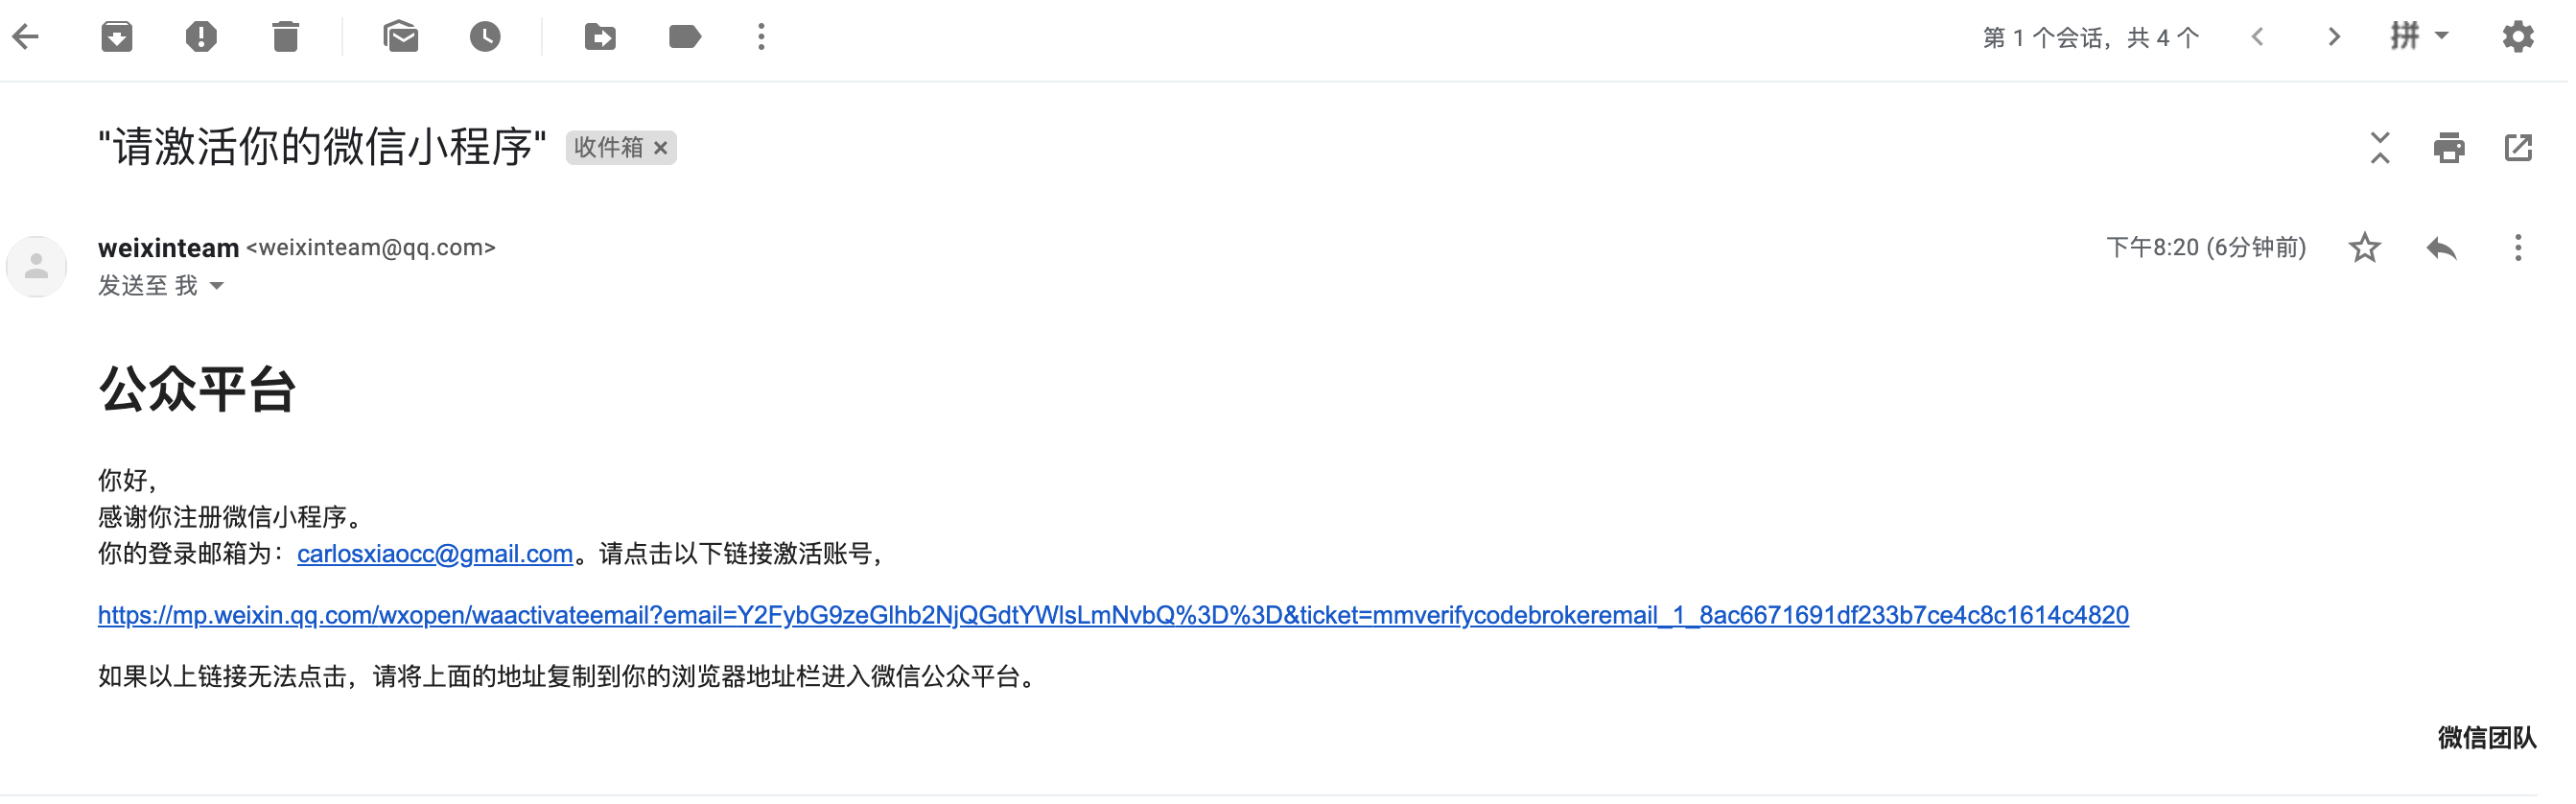 第 1 个会话，共 4 个
拼
"请激活你的微信小程序"
收件箱 ×
weixinteam <weixinteam@qq.com>
下午8:20 (6分钟前)
发送至 我
公众平台
你好，
感谢你注册微信小程序。
你的登录邮箱为：carlosxiaocc@gmail.com。请点击以下链接激活账号，
https://mp.weixin.qq.com/wxopen/waactivateemail?email=Y2FybG9zeGlhb2NjQGdtYWlsLmNvbQ%3D%3D&ticket=mmverifycodebrokeremail_1_8ac6671691df233b7ce4c8c1614c4820
如果以上链接无法点击，请将上面的地址复制到你的浏览器地址栏进入微信公众平台。
微信团队